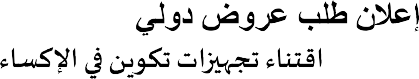 إعلان طلب عروض دولي
اقتناء تجهيزات تكوين في الإكساء